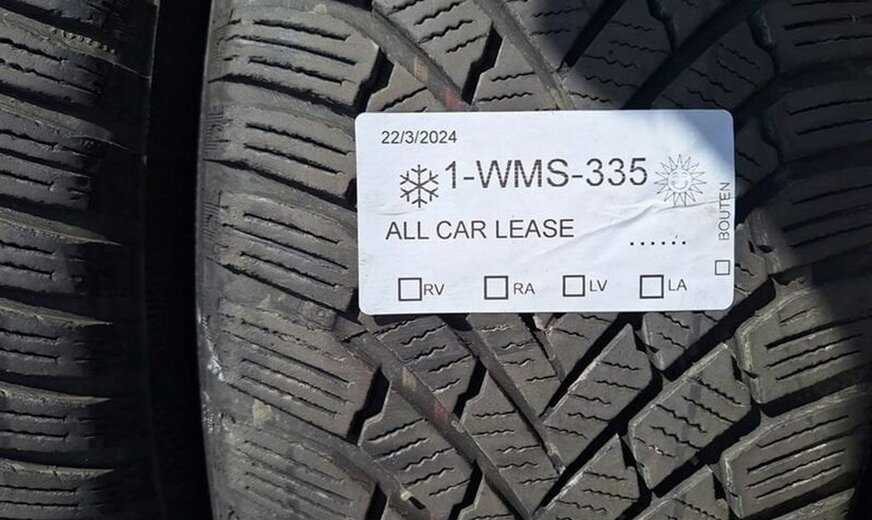 22/3/2024
1-WMS-335
ALL CAR LEASE ......
BOUTEN
RV RA LV LA